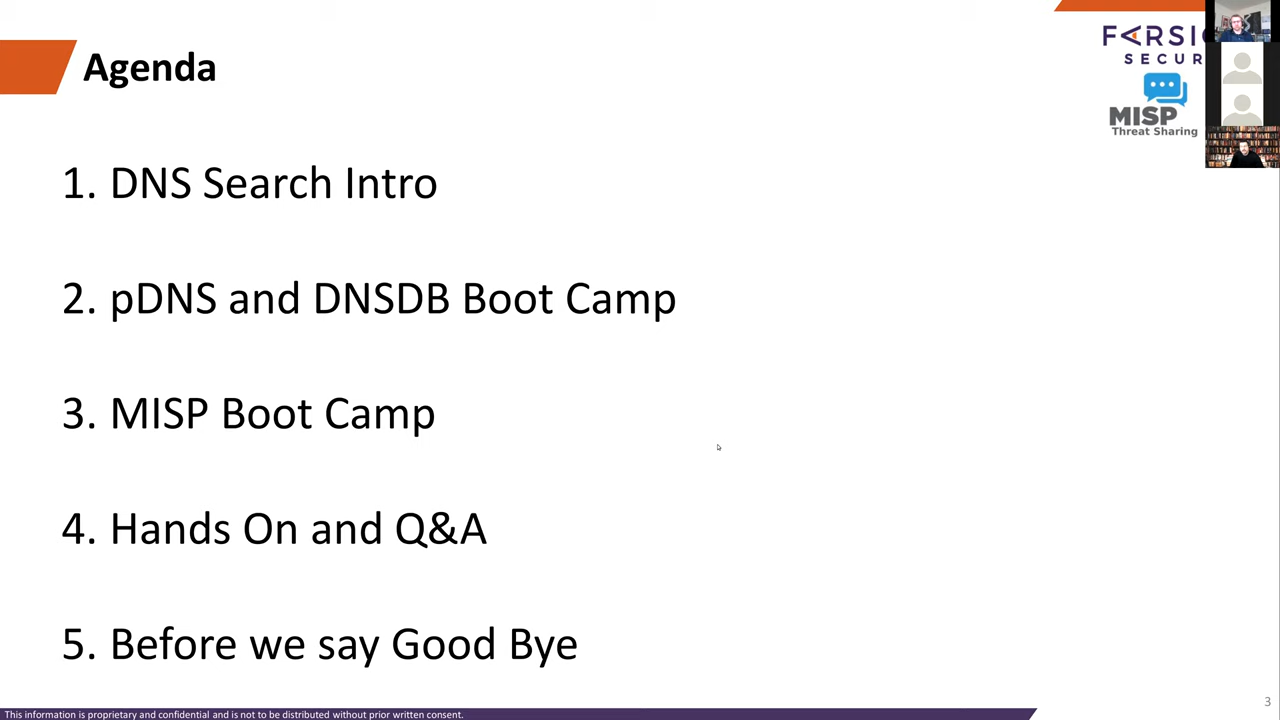 Agenda
MISP
Threat Sharing
1. DNS Search Intro
2. pDNS and DNSDB Boot Camp
3. MISP Boot Camp
4. Hands On and Q&A
5. Before we say Good Bye
3
This information is proprietary and confidential and is not to be distributed without prior written consent.